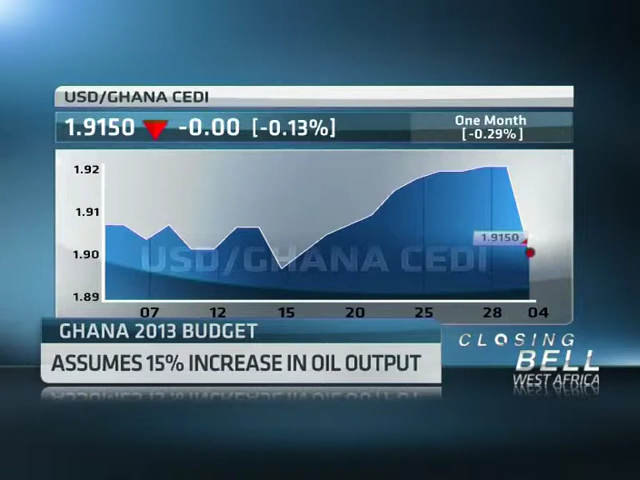 USD/GHANA CEDI
1.9150 -0.00 [-0.13%]
One Month
[-0.29%]
1.92
1.91
1.90
1.89
1.9150
USD/GHANA CEDI
07 12 15 20 25 28 04
GHANA 2013 BUDGET
ASSUMES 15% INCREASE IN OIL OUTPUT
CLOSING
BELL
WEST AFRICA